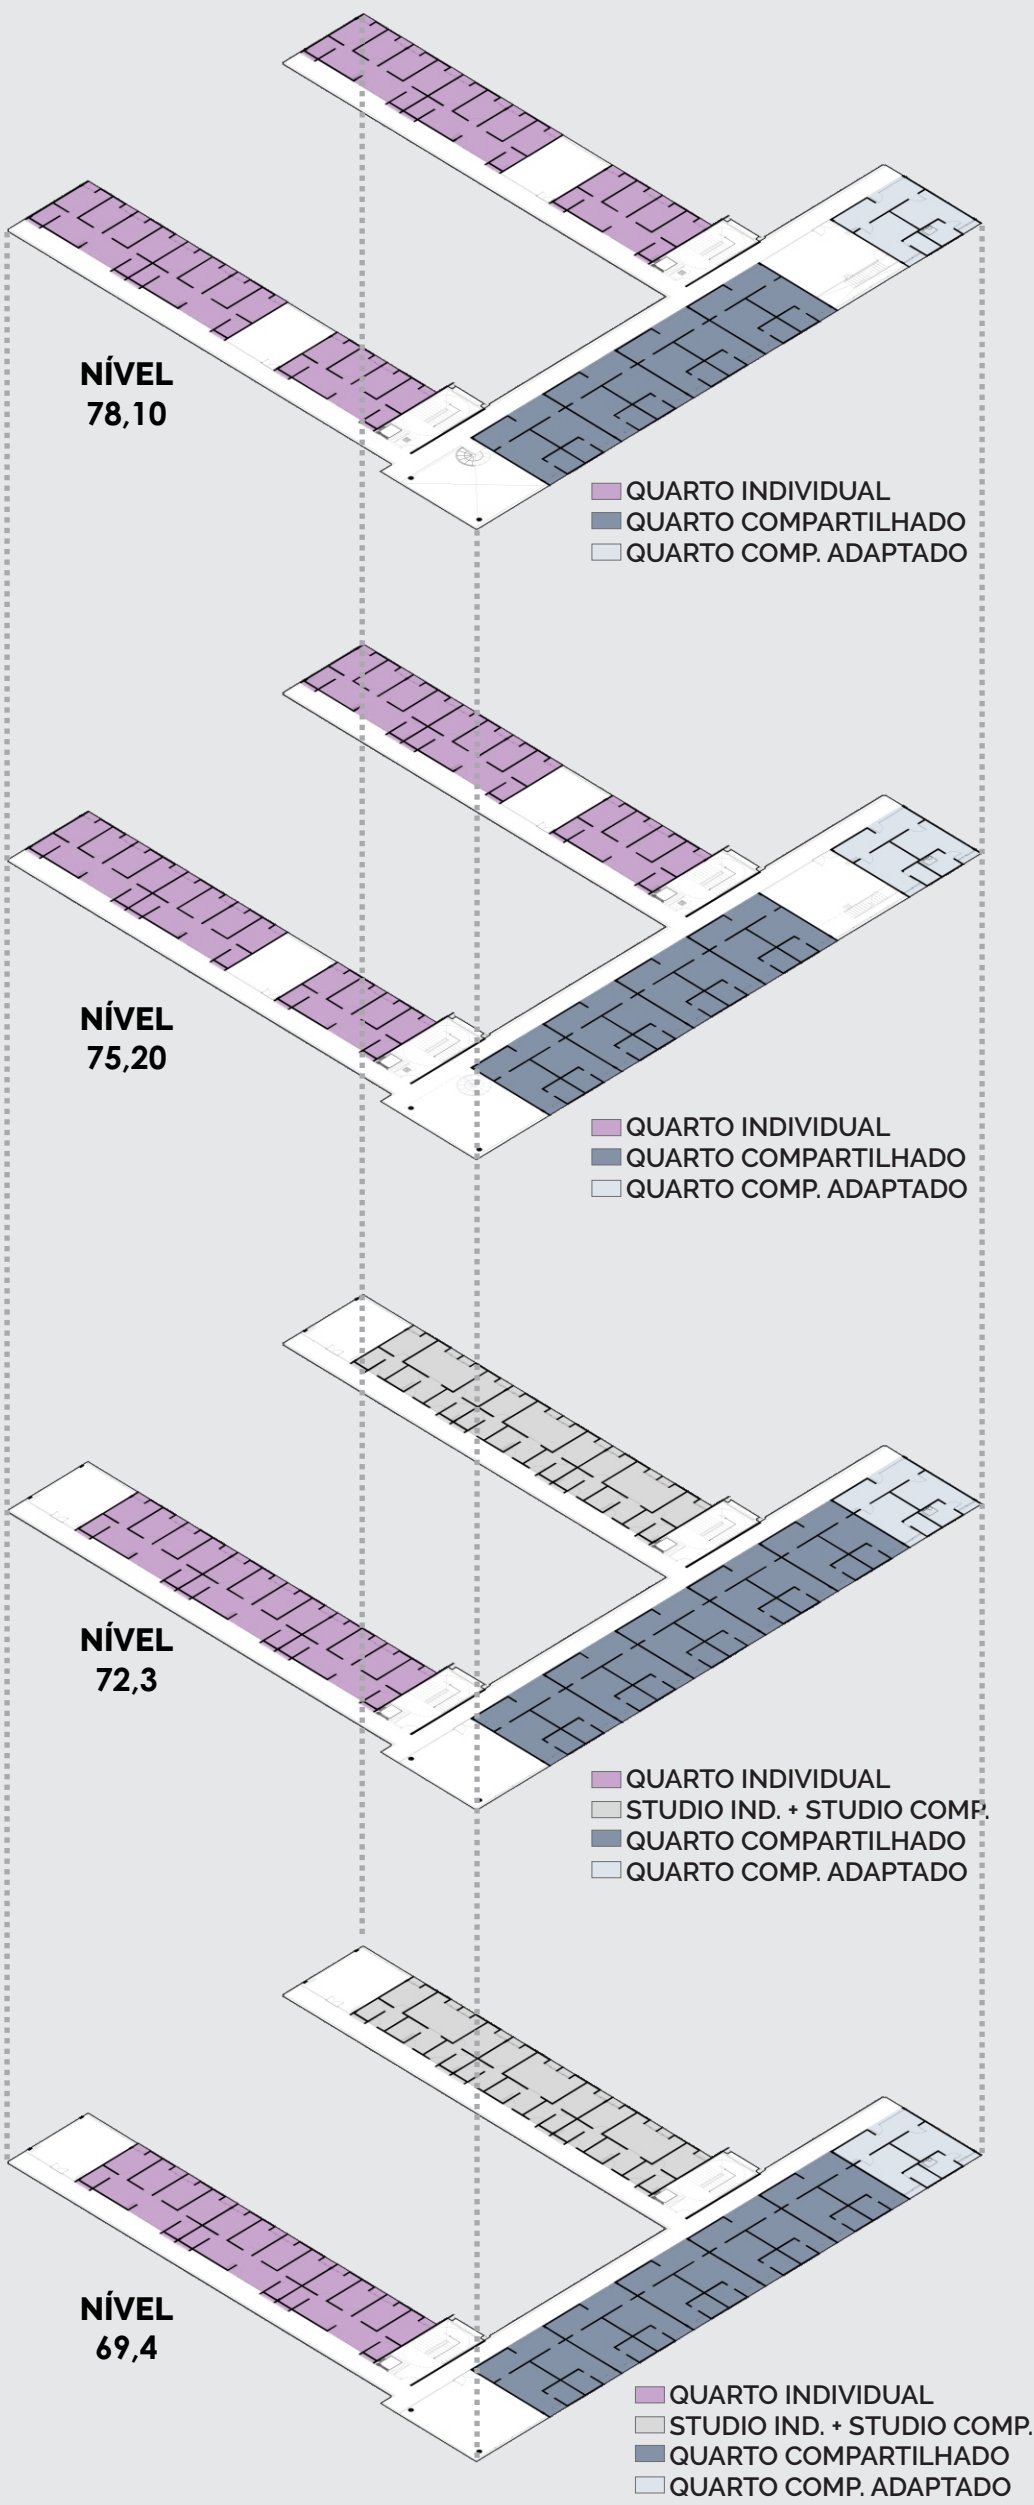 NÍVEL
78,10
QUARTO INDIVIDUAL
QUARTO COMPARTILHADO
QUARTO COMP. ADAPTADO
NÍVEL
75,20
QUARTO INDIVIDUAL
QUARTO COMPARTILHADO
QUARTO COMP. ADAPTADO
NÍVEL
72,3
QUARTO INDIVIDUAL
STUDIO IND. + STUDIO COMP.
QUARTO COMPARTILHADO
QUARTO COMP. ADAPTADO
NÍVEL
69,4
QUARTO INDIVIDUAL
STUDIO IND. + STUDIO COMP.
QUARTO COMPARTILHADO
QUARTO COMP. ADAPTADO